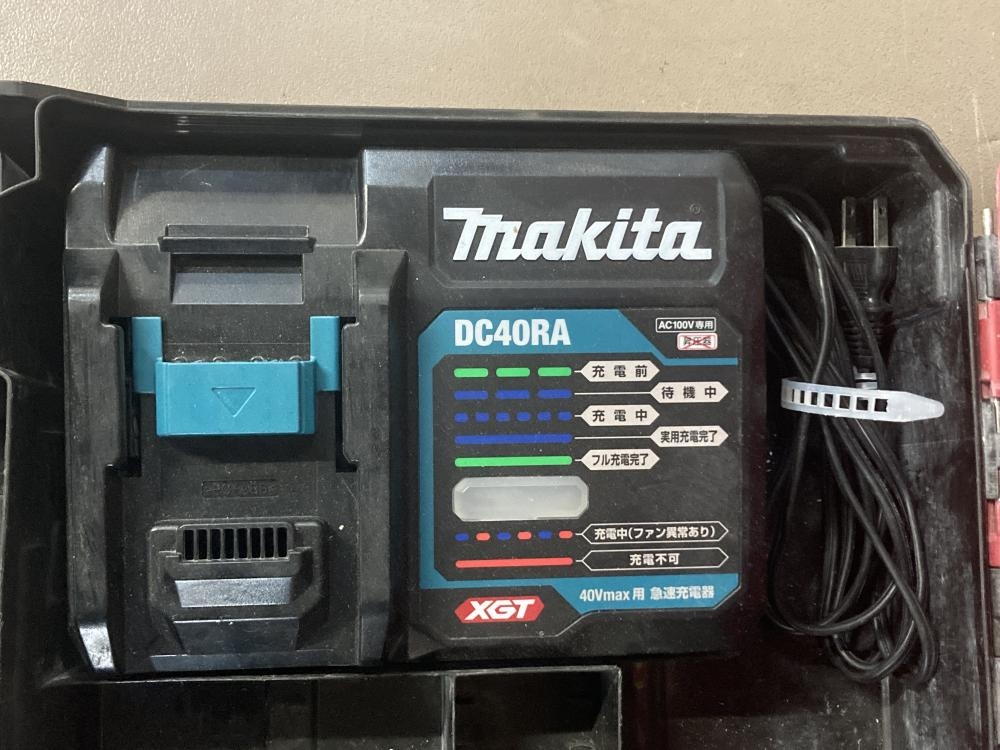 makita
DC40RA
AC100V専用
昇圧器
充電前
待機中
充電中
実用充電完了
フル充電完了
充電中(ファン異常あり)
充電不可
XGT
40Vmax用 急速充電器